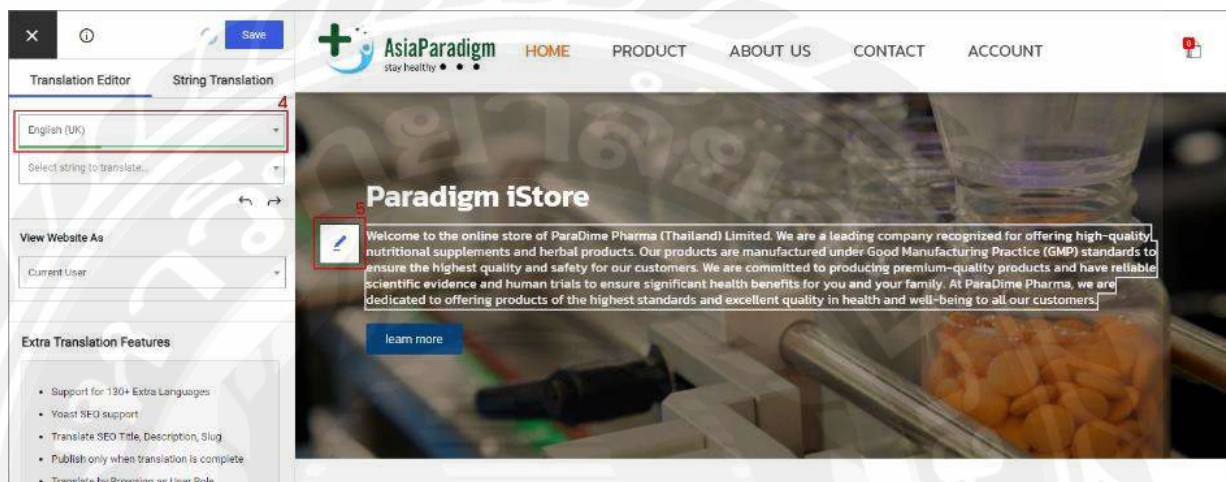 Save
Translation Editor
String Translation
4
English (UK)
Select string to translate...
View Website As
Current User
Extra Translation Features
• Support for 130+ Extra Languages
• Yoast SEO support
• Translate SEO Title, Description, Slug
• Publish only when translation is complete
• Translate by Browsing as User Role
AsiaParadigm
stay healthy
HOME PRODUCT ABOUT US CONTACT ACCOUNT
0
Paradigm iStore
5
Welcome to the online store of ParaDime Pharma (Thailand) Limited. We are a leading company recognized for offering high-quality
nutritional supplements and herbal products. Our products are manufactured under Good Manufacturing Practice (GMP) standards to
ensure the highest quality and safety for our customers. We are committed to producing premium-quality products and have reliable
scientific evidence and human trials to ensure significant health benefits for you and your family. At ParaDime Pharma, we are
dedicated to offering products of the highest standards and excellent quality in health and well-being to all our customers.
learn more